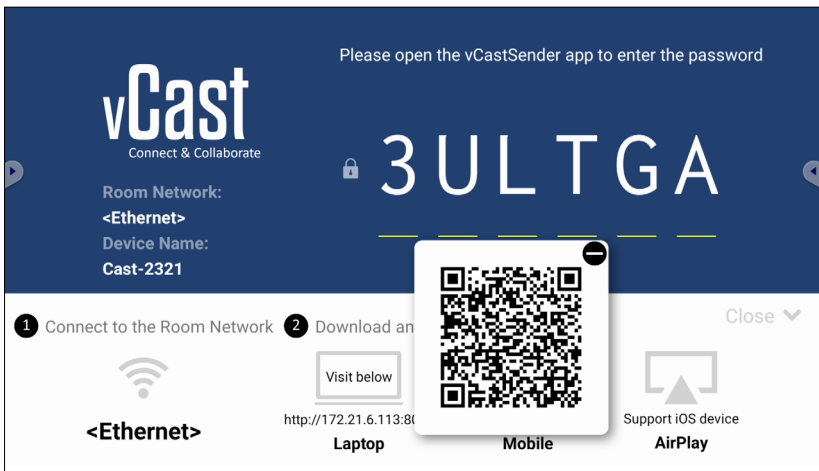 Please open the vCastSender app to enter the password
vCast
Connect & Collaborate
3ULTGA
Room Network:
<Ethernet>
Device Name:
Cast-2321
Close
1 Connect to the Room Network
2 Download an
Visit below
http://172.21.6.113:80
Support iOS device
<Ethernet>
Laptop
Mobile
AirPlay